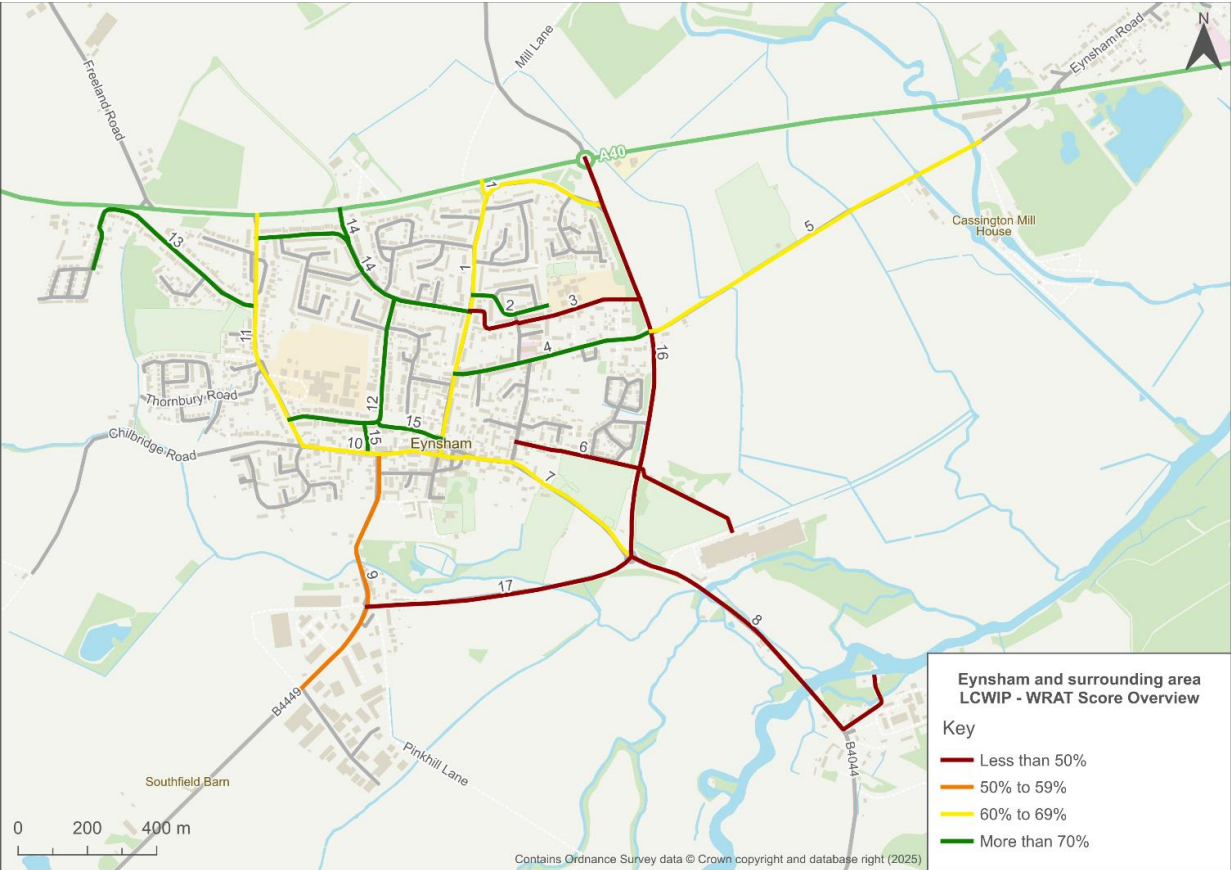 N
Mill Lane
Eynsham Road
Freeland Road
A40
1
14
13
5
Cassington Mill
House
14
1
2
3
11
4
16
Thornbury Road
12
15
15
10
Eynsham
Chilbridge Road
6
7
9
17
8
B4449
Pinkhill Lane
B4044
Southfield Barn
0 200 400 m
Contains Ordnance Survey data © Crown copyright and database right (2025)
Eynsham and surrounding area
LCWIP - WRAT Score Overview
Key
Less than 50%
50% to 59%
60% to 69%
More than 70%